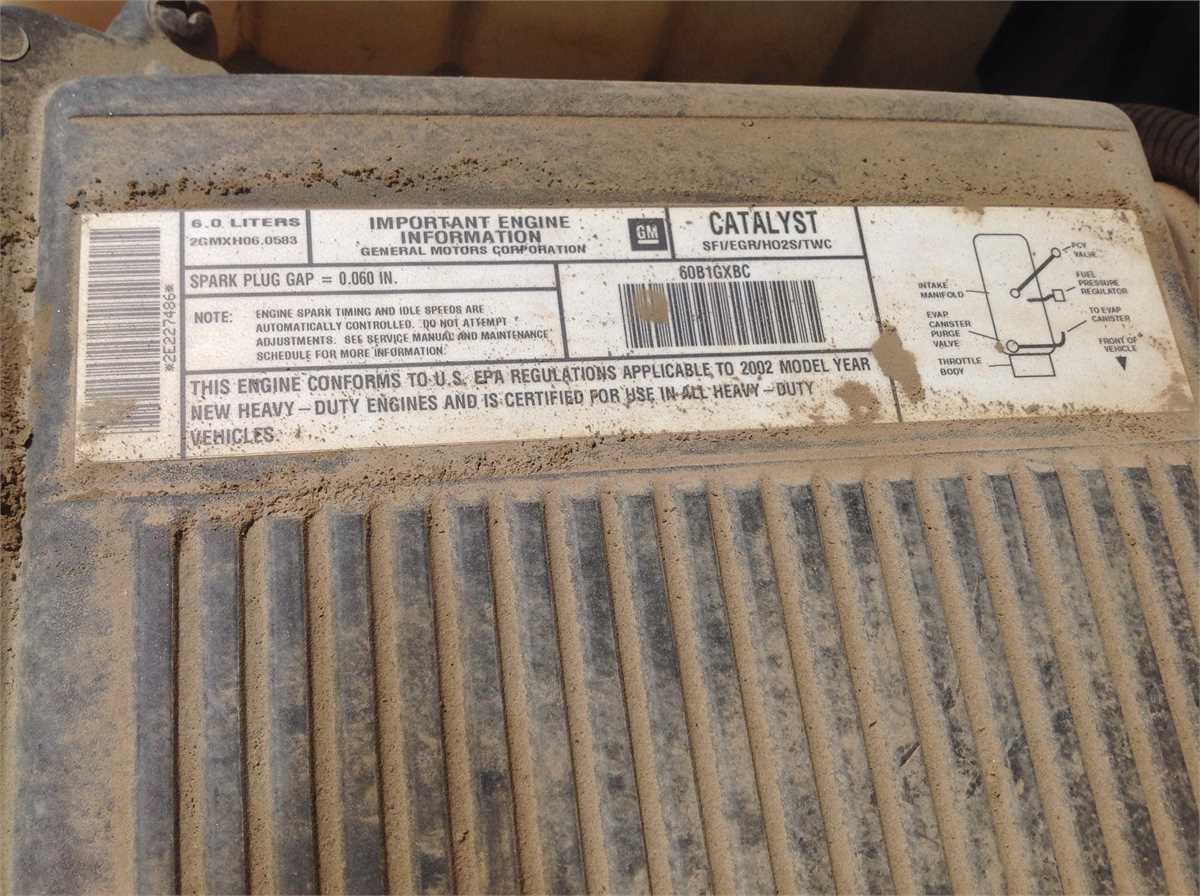 *2E227486*
6.0 LITERS
2GMXH06.0583
IMPORTANT ENGINE
INFORMATION
GENERAL MOTORS CORPORATION
GM
CATALYST
SFI/EGR/HO2S/TWC
SPARK PLUG GAP = 0.060 IN.
60B1GXBC
NOTE: ENGINE SPARK TIMING AND IDLE SPEEDS ARE
AUTOMATICALLY CONTROLLED. DO NOT ATTEMPT
ADJUSTMENTS. SEE SERVICE MANUAL AND MAINTENANCE
SCHEDULE FOR MORE INFORMATION.
THIS ENGINE CONFORMS TO U.S. EPA REGULATIONS APPLICABLE TO 2002 MODEL YEAR
NEW HEAVY-DUTY ENGINES AND IS CERTIFIED FOR USE IN ALL HEAVY-DUTY
VEHICLES.
PCV
VALVE
INTAKE
MANIFOLD
FUEL
PRESSURE
REGULATOR
EVAP
CANISTER
PURGE
VALVE
TO EVAP
CANISTER
THROTTLE
BODY
FRONT OF
VEHICLE